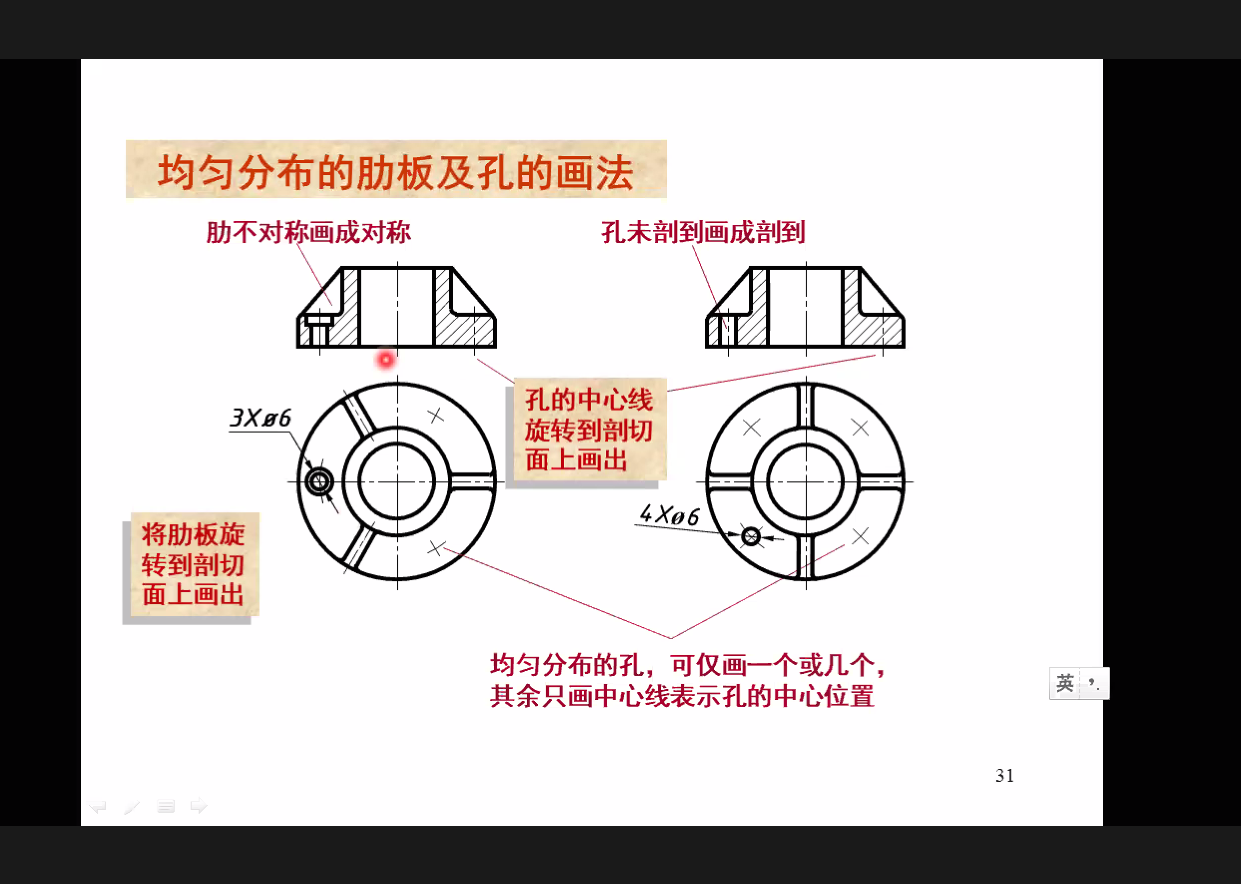 均匀分布的肋板及孔的画法
肋不对称画成对称
孔未剖到画成剖到
孔的中心线
旋转到剖切
面上画出
3Xø6
4Xø6
将肋板旋
转到剖切
面上画出
均匀分布的孔，可仅画一个或几个，
其余只画中心线表示孔的中心位置
英
31